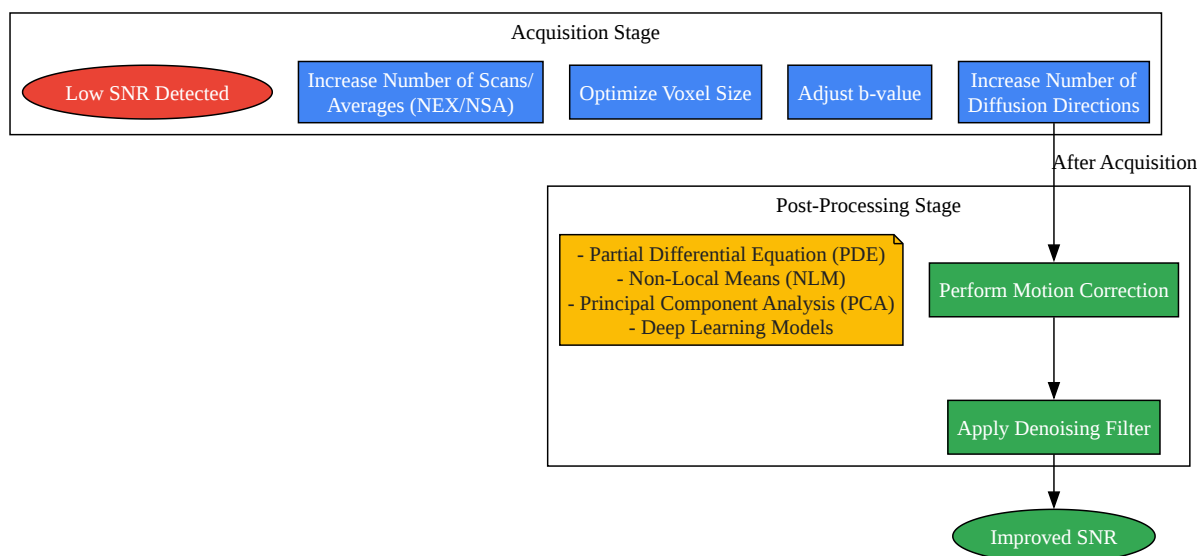 Acquisition Stage
Low SNR Detected
Increase Number of Scans/
Averages (NEX/NSA)
Optimize Voxel Size
Adjust b-value
Increase Number of
Diffusion Directions
After Acquisition
Post-Processing Stage
- Partial Differential Equation (PDE)
- Non-Local Means (NLM)
- Principal Component Analysis (PCA)
- Deep Learning Models
Perform Motion Correction
Apply Denoising Filter
Improved SNR